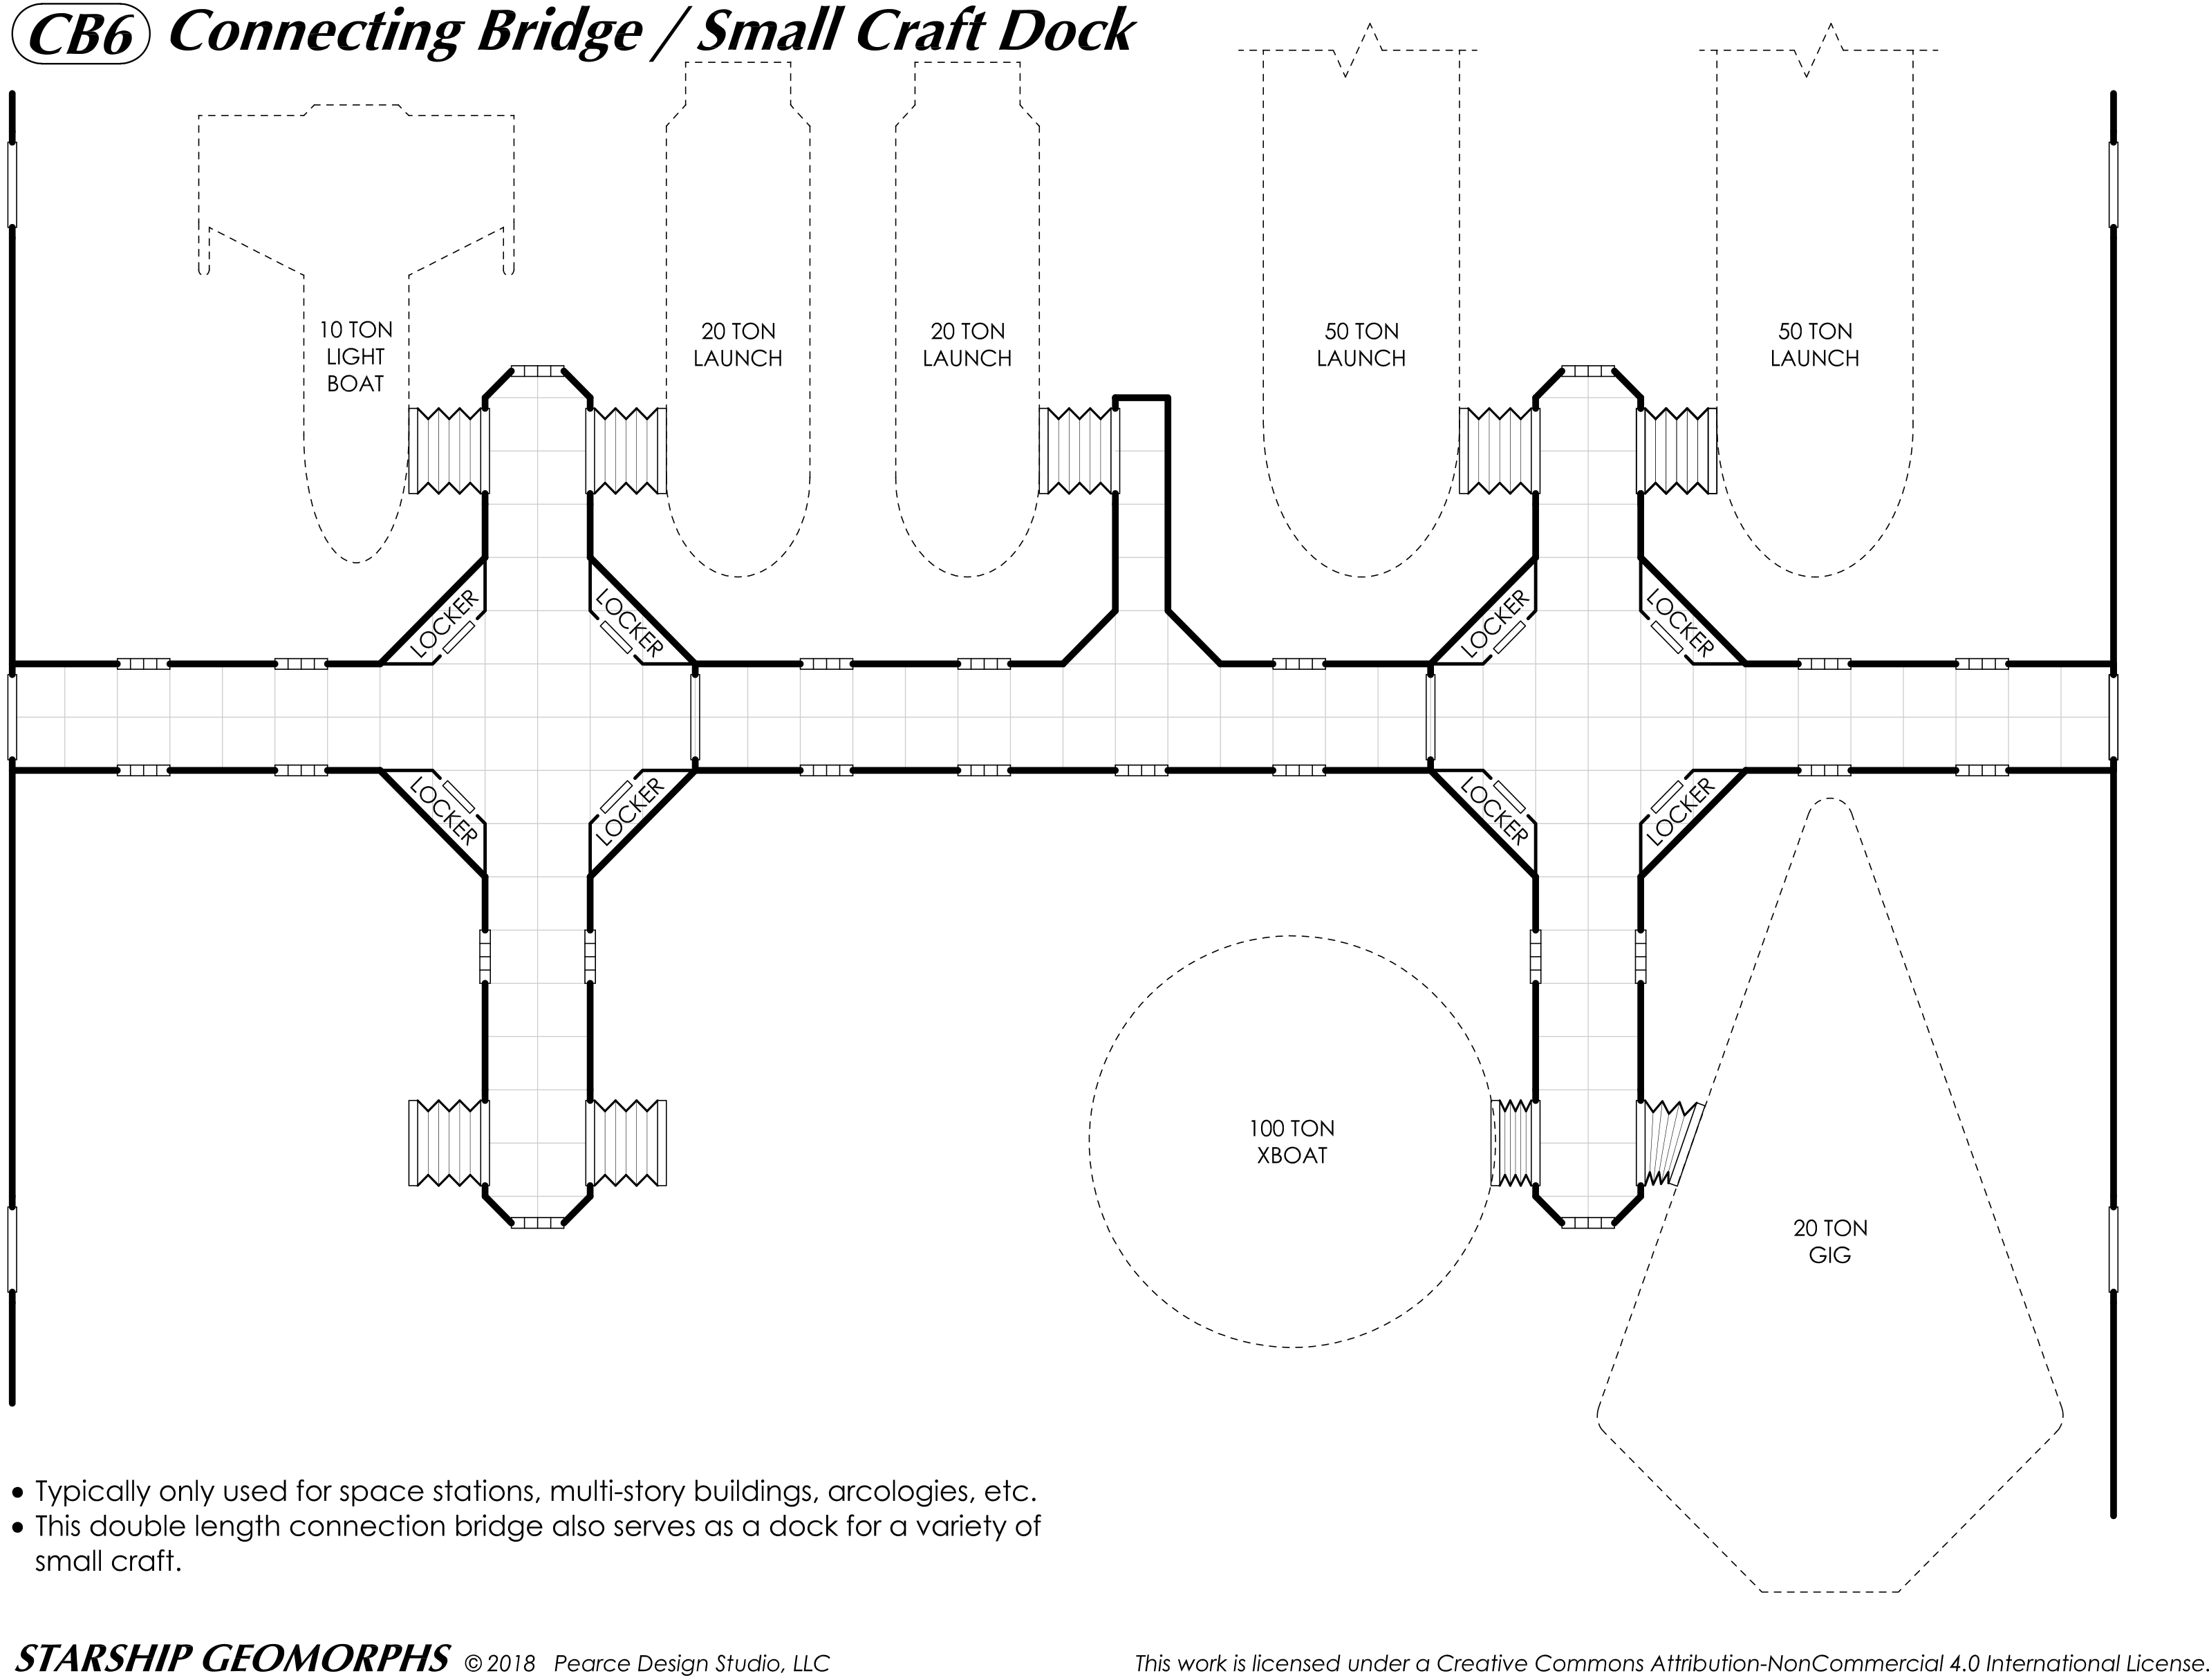 CB6 Connecting Bridge / Small Craft Dock
10 TON
LIGHT
BOAT
20 TON
LAUNCH
20 TON
LAUNCH
50 TON
LAUNCH
50 TON
LAUNCH
LOCKER
LOCKER
LOCKER
LOCKER
LOCKER
LOCKER
LOCKER
LOCKER
100 TON
XBOAT
20 TON
GIG
• Typically only used for space stations, multi-story buildings, arcologies, etc.
• This double length connection bridge also serves as a dock for a variety of
small craft.
STARSHIP GEOMORPHS ©2018 Pearce Design Studio, LLC
This work is licensed under a Creative Commons Attribution-NonCommercial 4.0 International License.